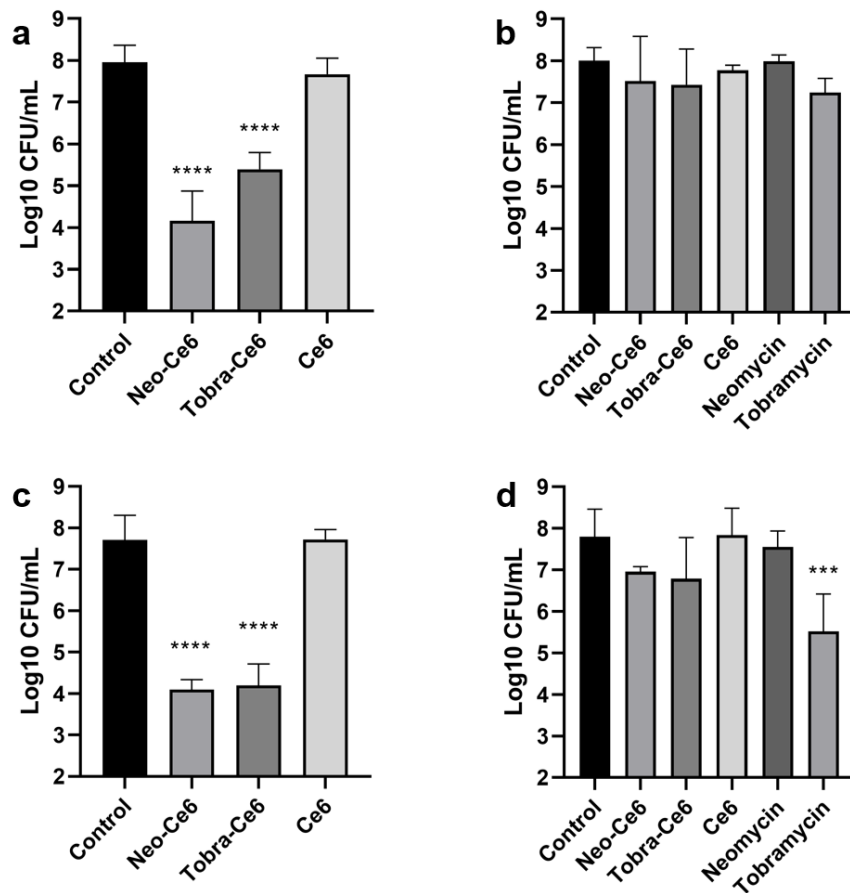 a
Log10 CFU/mL
9
8
7
6
5
4
3
2
****
****
Control
Neo-Ce6
Tobra-Ce6
Ce6
b
Log10 CFU/mL
9
8
7
6
5
4
3
2
Control
Neo-Ce6
Tobra-Ce6
Ce6
Neomycin
Tobramycin
c
Log10 CFU/mL
9
8
7
6
5
4
3
2
****
****
Control
Neo-Ce6
Tobra-Ce6
Ce6
d
Log10 CFU/mL
9
8
7
6
5
4
3
2
***
Control
Neo-Ce6
Tobra-Ce6
Ce6
Neomycin
Tobramycin